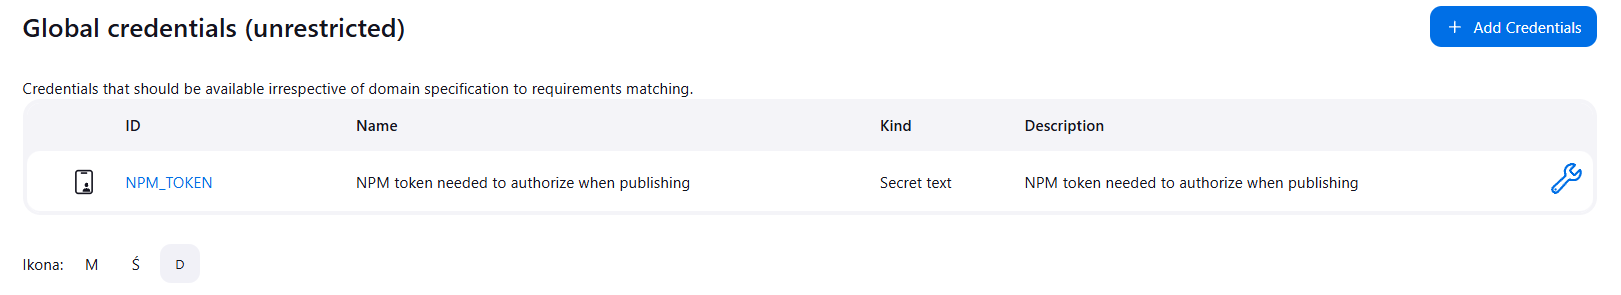 Global credentials (unrestricted)
+ Add Credentials
Credentials that should be available irrespective of domain specification to requirements matching.
ID Name Kind Description
NPM_TOKEN NPM token needed to authorize when publishing Secret text NPM token needed to authorize when publishing
Ikona: M Ś D